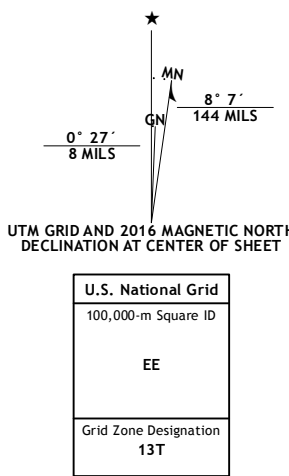 ★
MN
GN
8° 7´
144 MILS
0° 27´
8 MILS
UTM GRID AND 2016 MAGNETIC NORTH
DECLINATION AT CENTER OF SHEET
U.S. National Grid
100,000-m Square ID
EE
Grid Zone Designation
13T